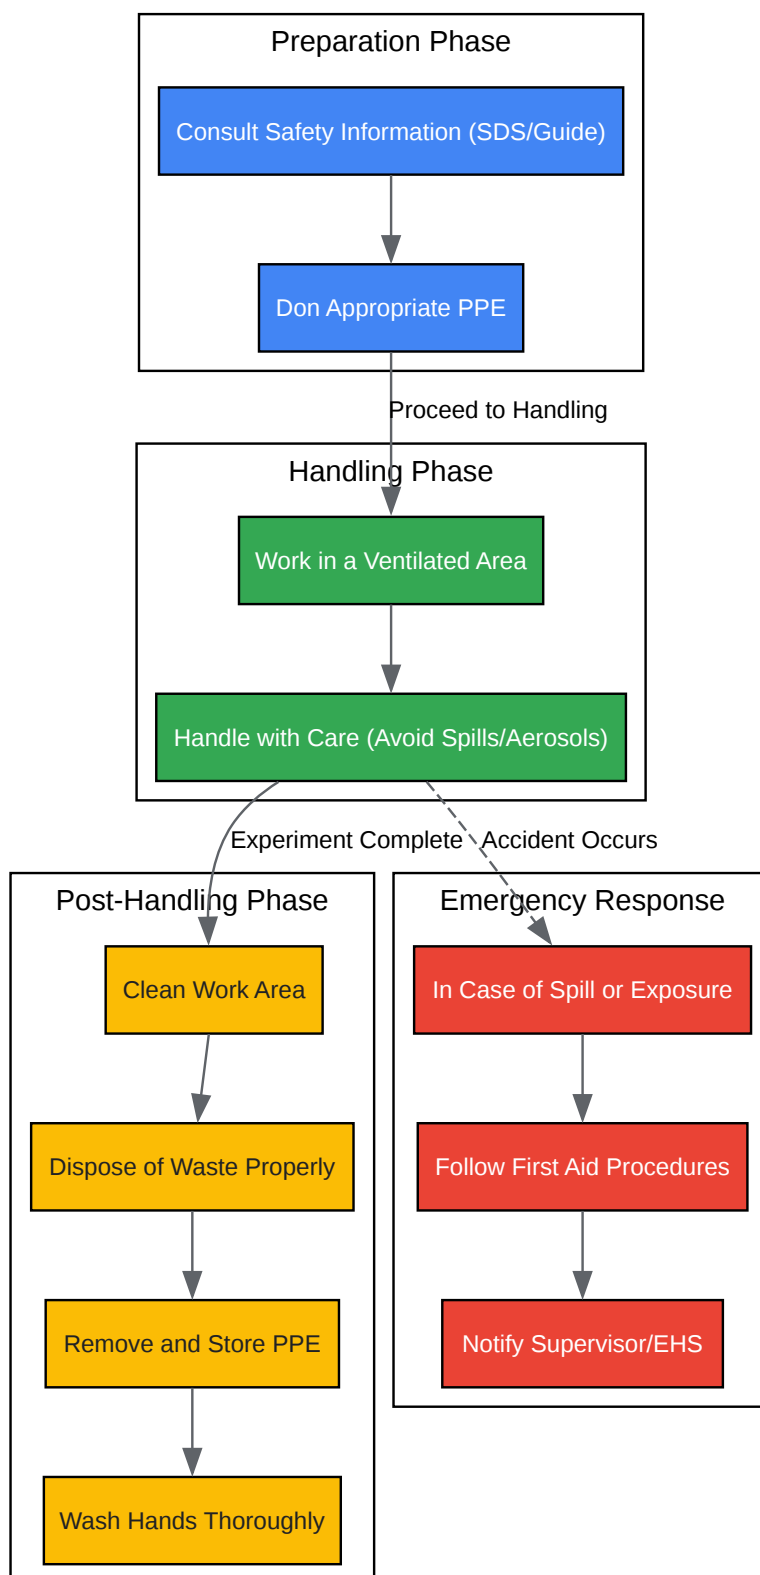 Preparation Phase
Consult Safety Information (SDS/Guide)
Don Appropriate PPE
Proceed to Handling
Handling Phase
Work in a Ventilated Area
Handle with Care (Avoid Spills/Aerosols)
Experiment Complete
Accident Occurs
Post-Handling Phase
Clean Work Area
Dispose of Waste Properly
Remove and Store PPE
Wash Hands Thoroughly
Emergency Response
In Case of Spill or Exposure
Follow First Aid Procedures
Notify Supervisor/EHS